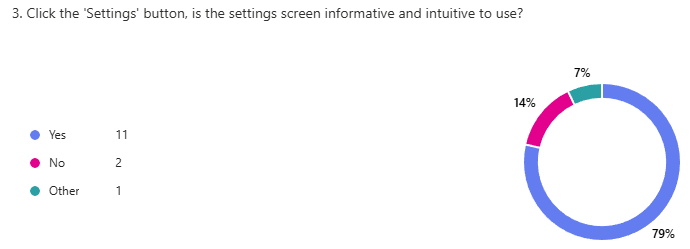 3. Click the 'Settings' button, is the settings screen informative and intuitive to use?
7%
14%
Yes 11
No 2
Other 1
79%